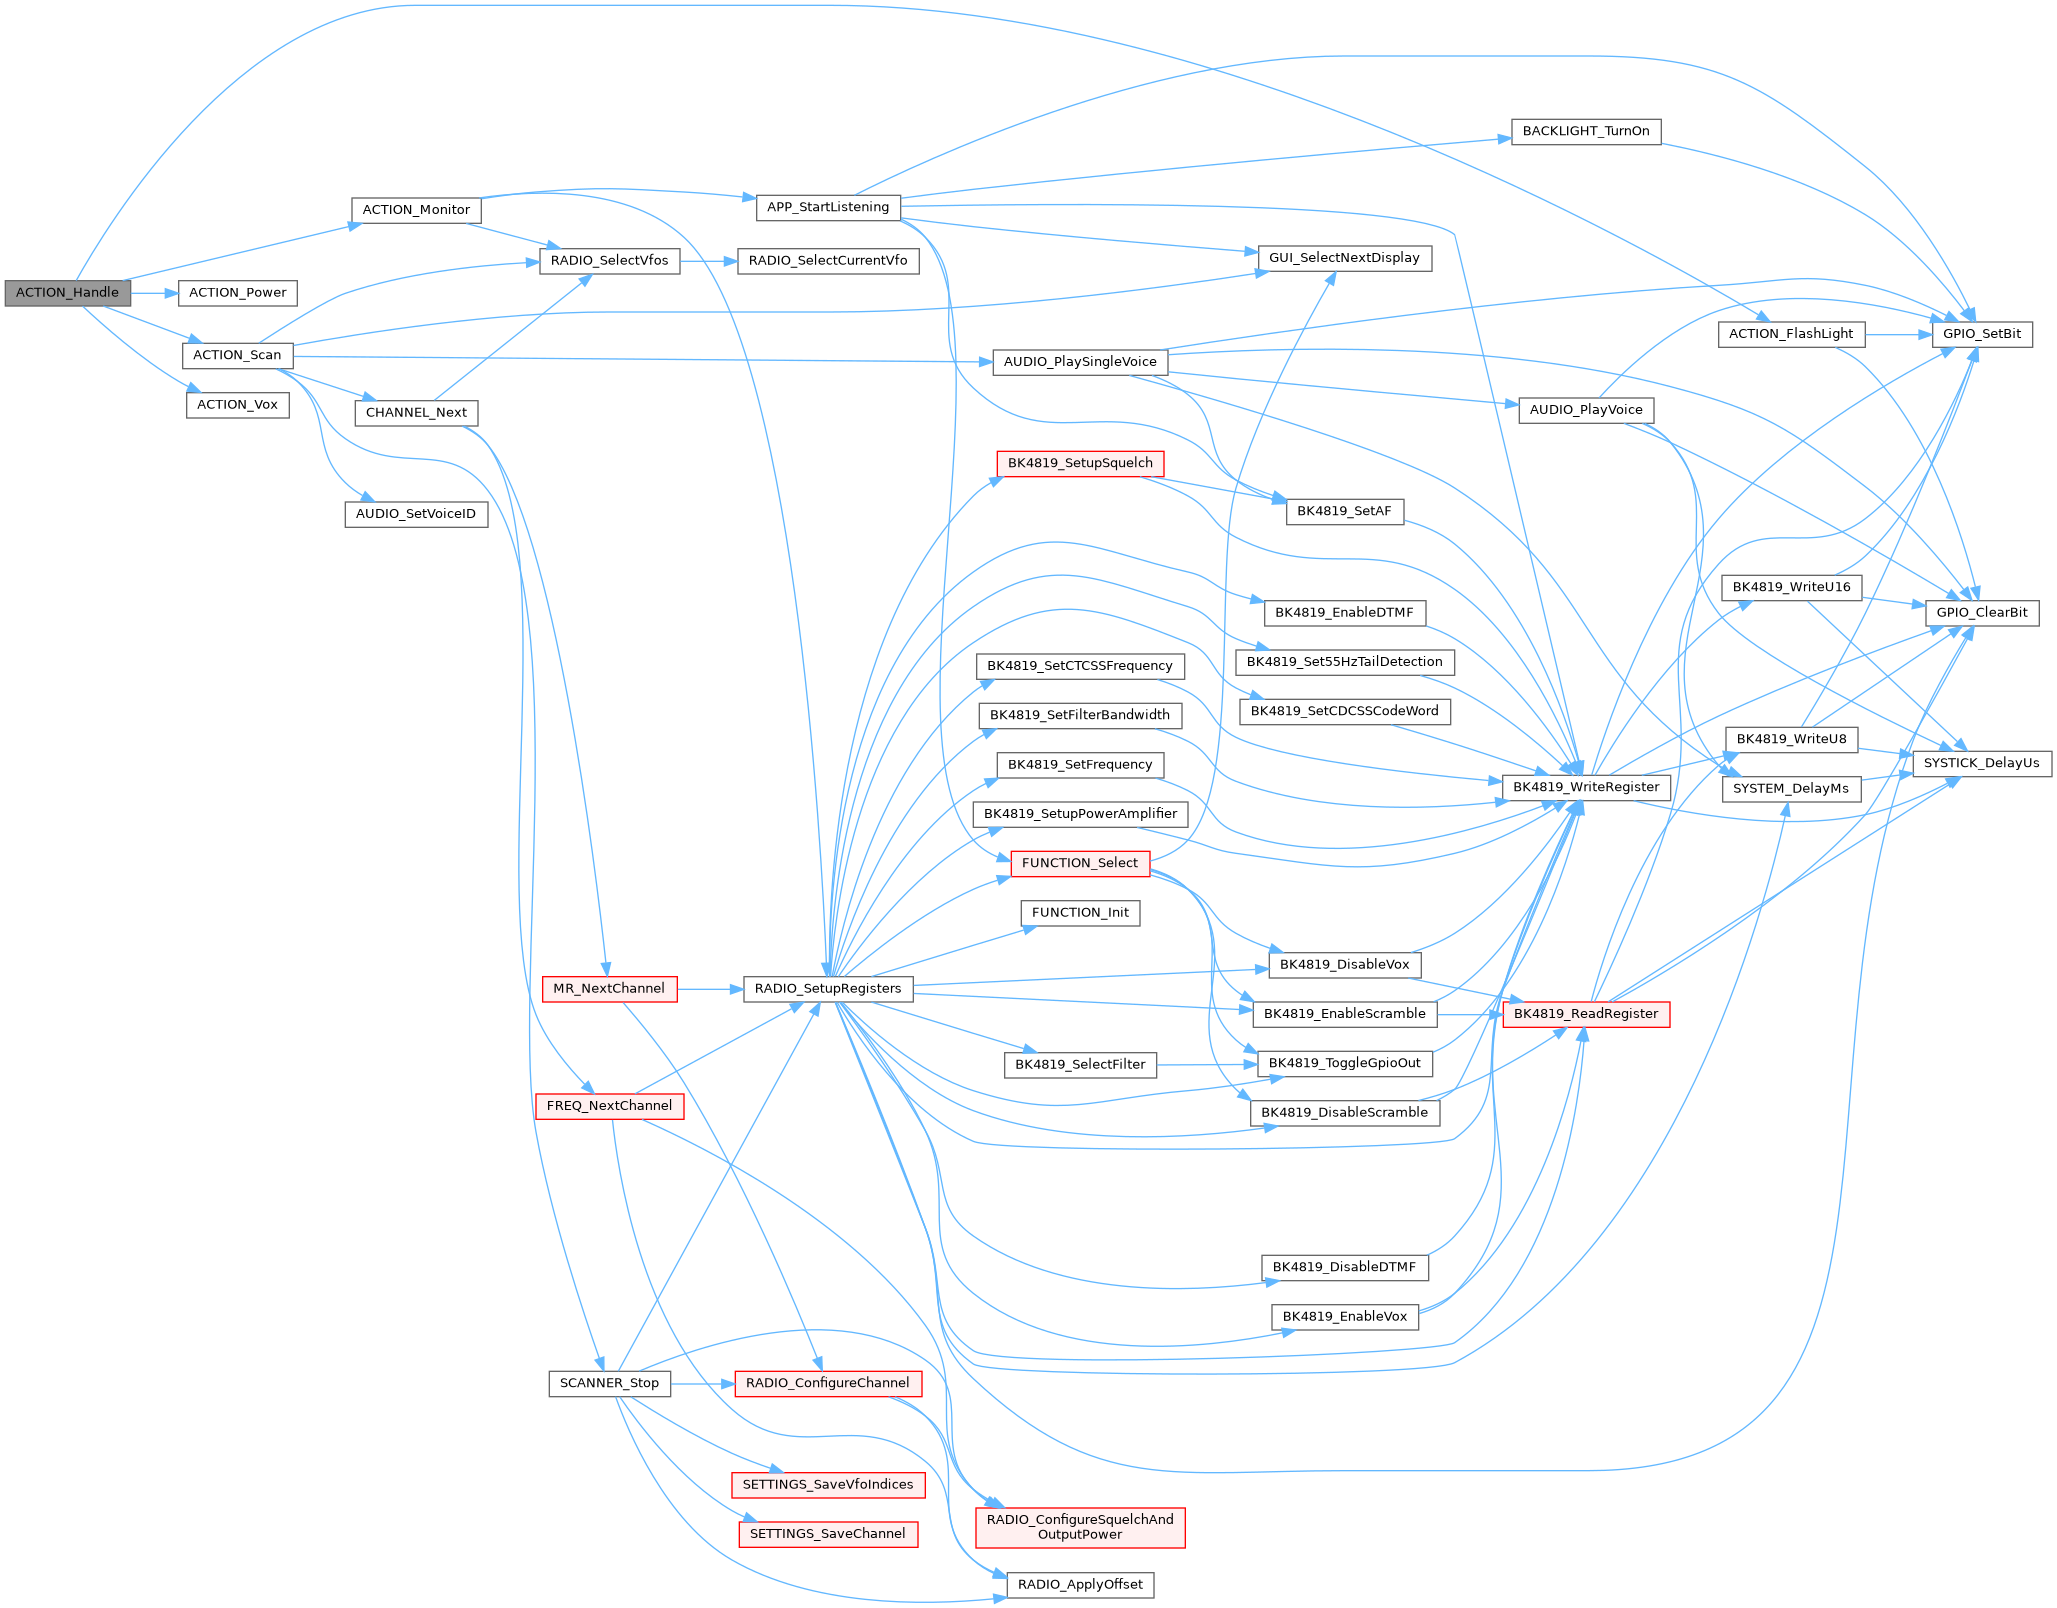 ACTION_Handle
ACTION_Monitor
ACTION_Power
ACTION_Scan
ACTION_Vox
RADIO_SelectVfos
CHANNEL_Next
AUDIO_SetVoiceID
MR_NextChannel
FREQ_NextChannel
SCANNER_Stop
APP_StartListening
RADIO_SelectCurrentVfo
RADIO_SetupRegisters
RADIO_ConfigureChannel
SETTINGS_SaveVfoIndices
SETTINGS_SaveChannel
AUDIO_PlaySingleVoice
BK4819_SetupSquelch
BK4819_SetCTCSSFrequency
BK4819_SetFilterBandwidth
BK4819_SetFrequency
BK4819_SetupPowerAmplifier
FUNCTION_Select
FUNCTION_Init
BK4819_SelectFilter
RADIO_ConfigureSquelchAnd
OutputPower
RADIO_ApplyOffset
GUI_SelectNextDisplay
BK4819_SetAF
BK4819_EnableDTMF
BK4819_Set55HzTailDetection
BK4819_SetCDCSSCodeWord
BK4819_DisableVox
BK4819_EnableScramble
BK4819_ToggleGpioOut
BK4819_DisableScramble
BK4819_DisableDTMF
BK4819_EnableVox
BACKLIGHT_TurnOn
AUDIO_PlayVoice
BK4819_WriteRegister
BK4819_ReadRegister
ACTION_FlashLight
BK4819_WriteU16
BK4819_WriteU8
SYSTEM_DelayMs
GPIO_SetBit
GPIO_ClearBit
SYSTICK_DelayUs